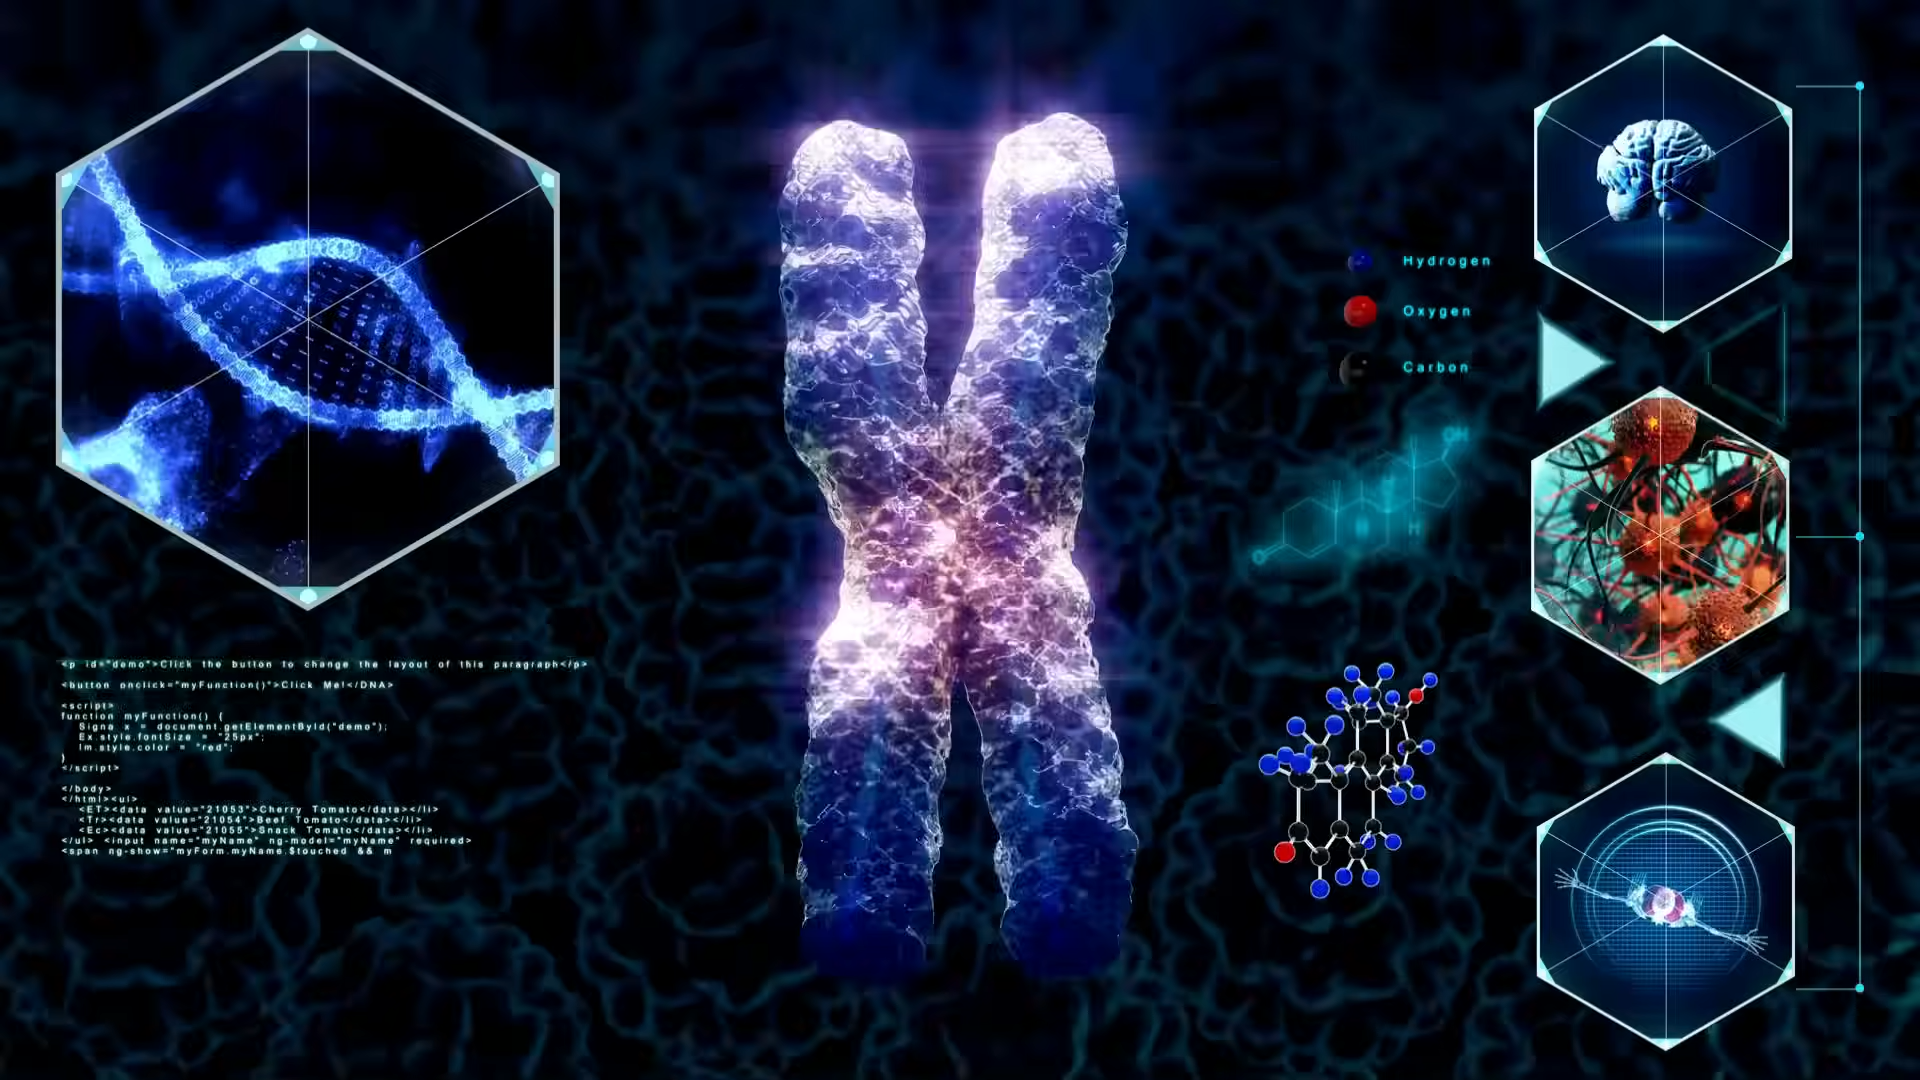 Hydrogen
Oxygen
Carbon
OH
H
H
H
O
<p id="demo">Click the button to change the layout of this paragraph</p>
<button onclick="myFunction()">Click Me!</DNA>
<script>
function myFunction() {
Signa x = document.getElementById("demo");
Ex.style.fontSize = "25px";
Im.style.color = "red";
}
</script>
</body>
</html><ul>
<ET><data value="21053">Cherry Tomato</data></li>
<Tr><data value="21054">Beef Tomato</data></li>
<Ec><data value="21055">Snack Tomato</data></li>
</ul> <input name="myName" ng-model="myName" required>
<span ng-show="myForm.myName.$touched && m